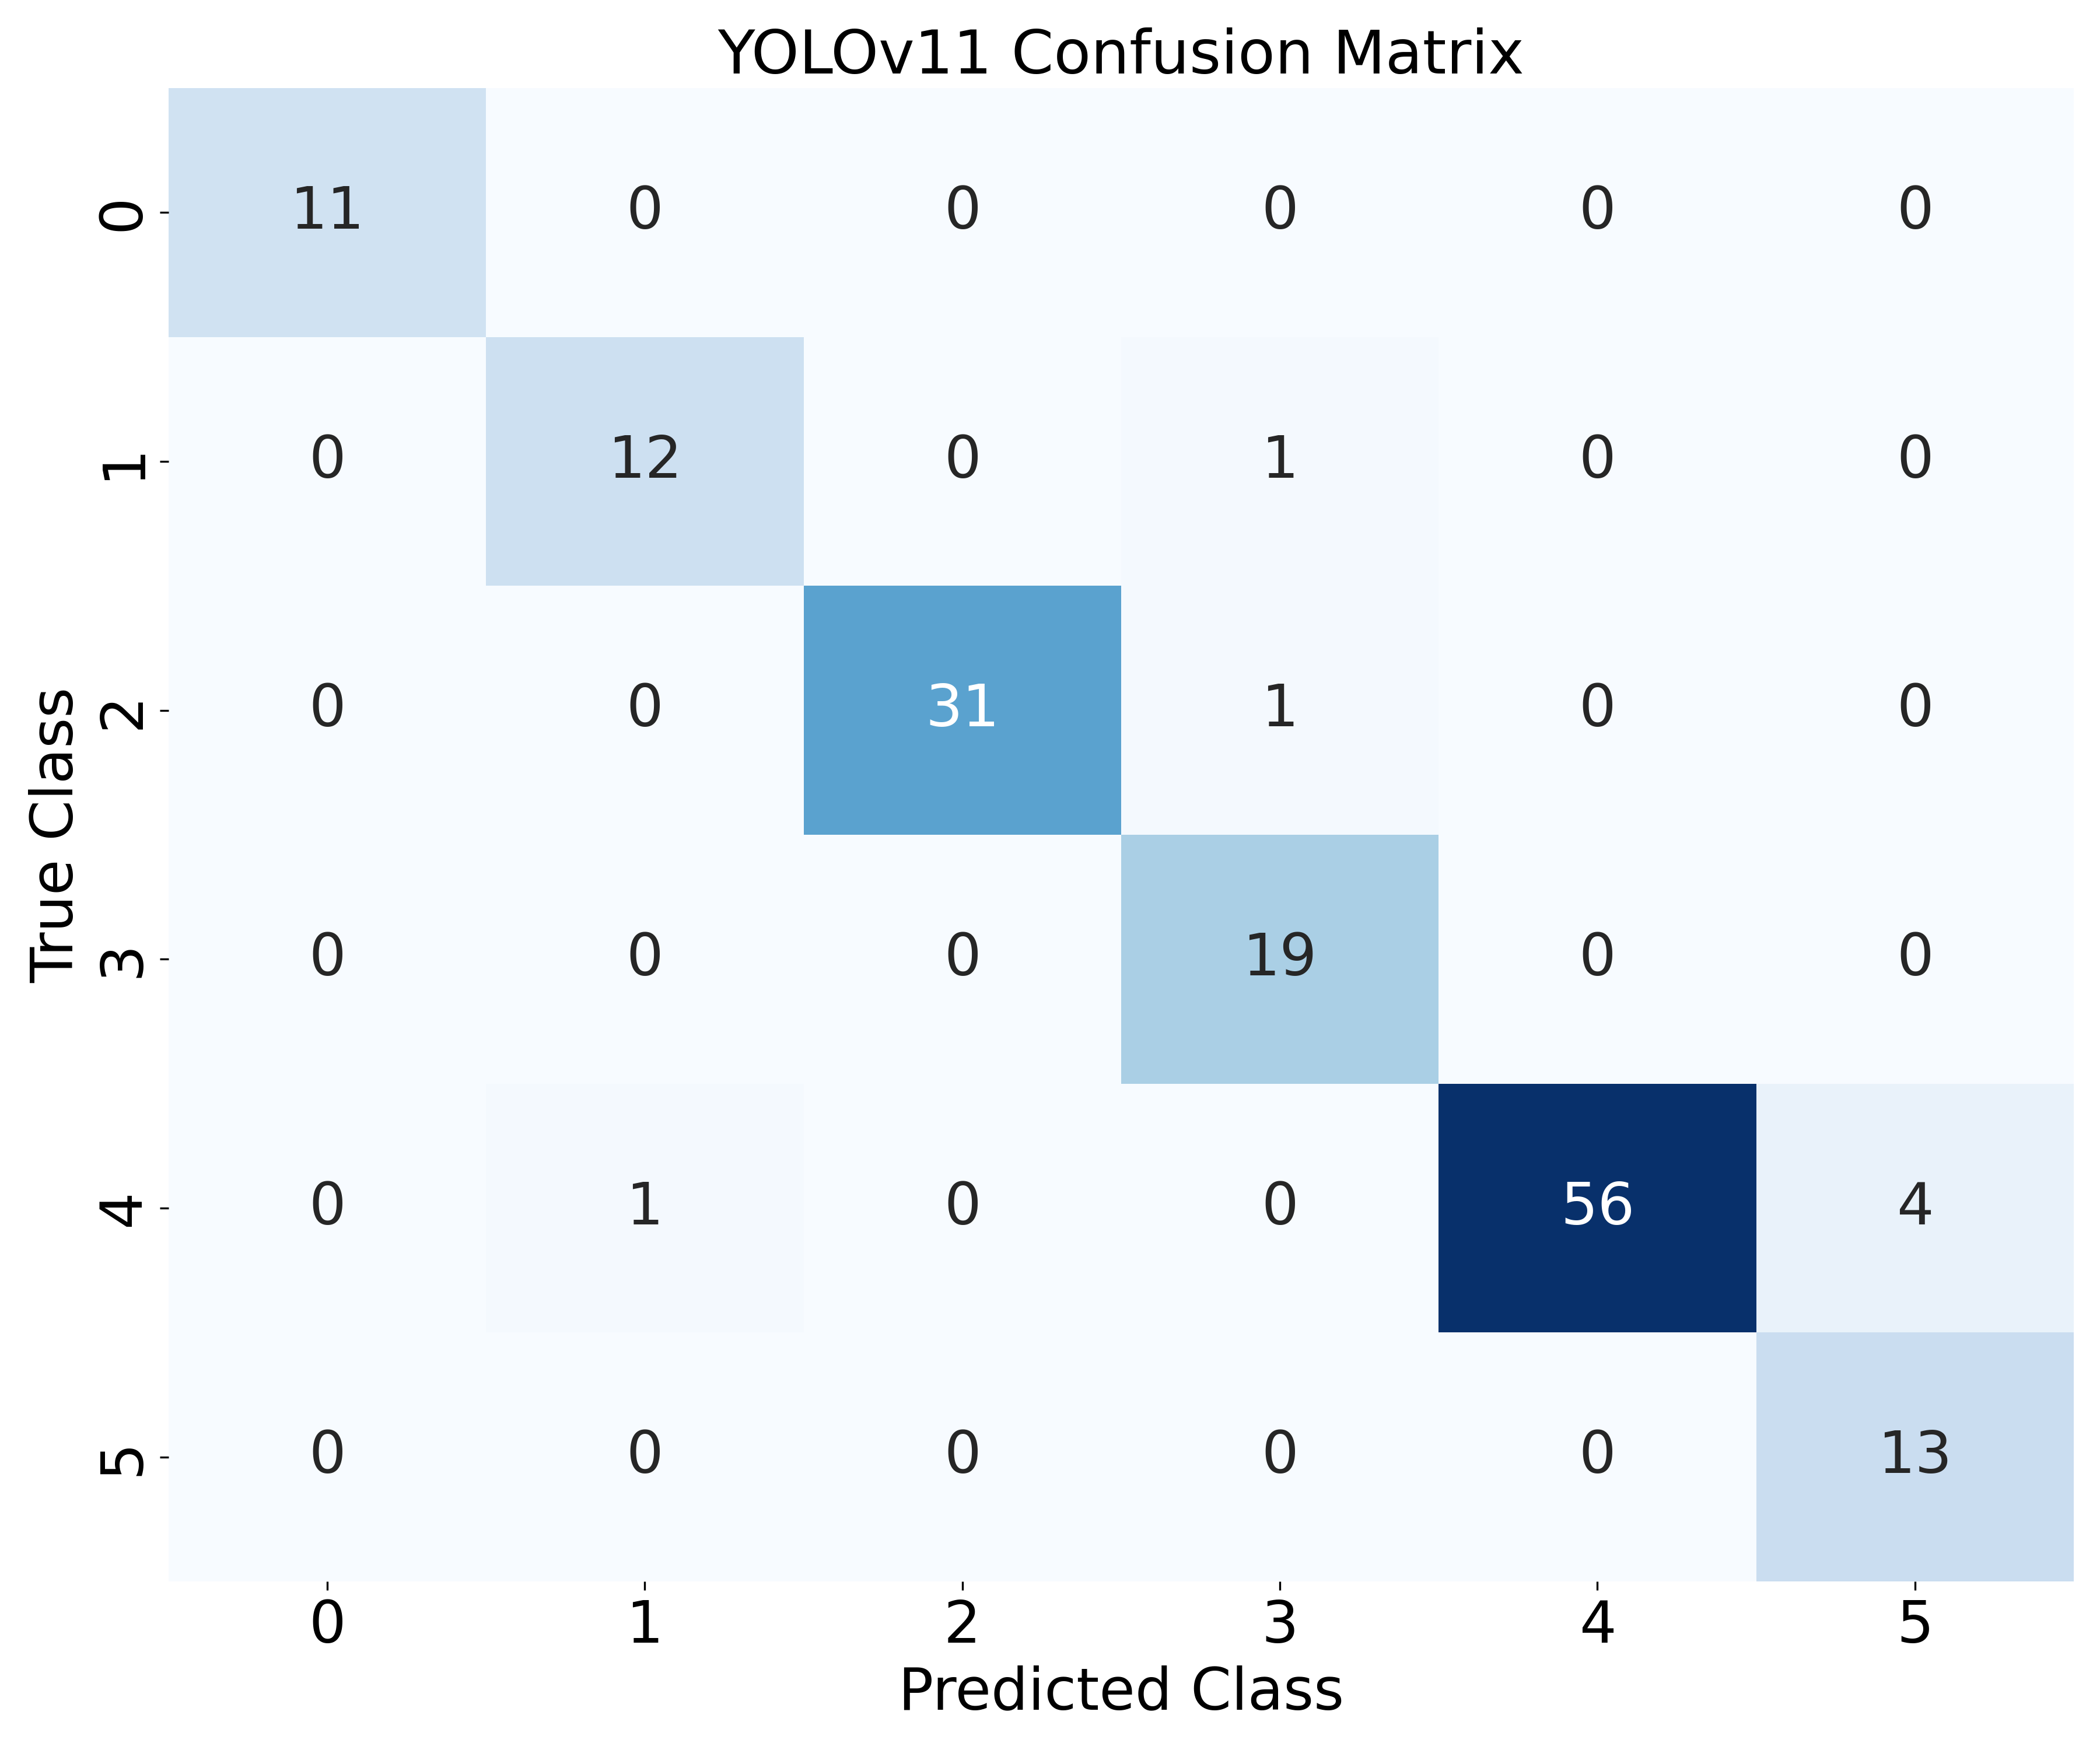 YOLOv11 Confusion Matrix
True Class
0 11 0 0 0 0 0
1 0 12 0 1 0 0
2 0 0 31 1 0 0
3 0 0 0 19 0 0
4 0 1 0 0 56 4
5 0 0 0 0 0 13
0 1 2 3 4 5
Predicted Class